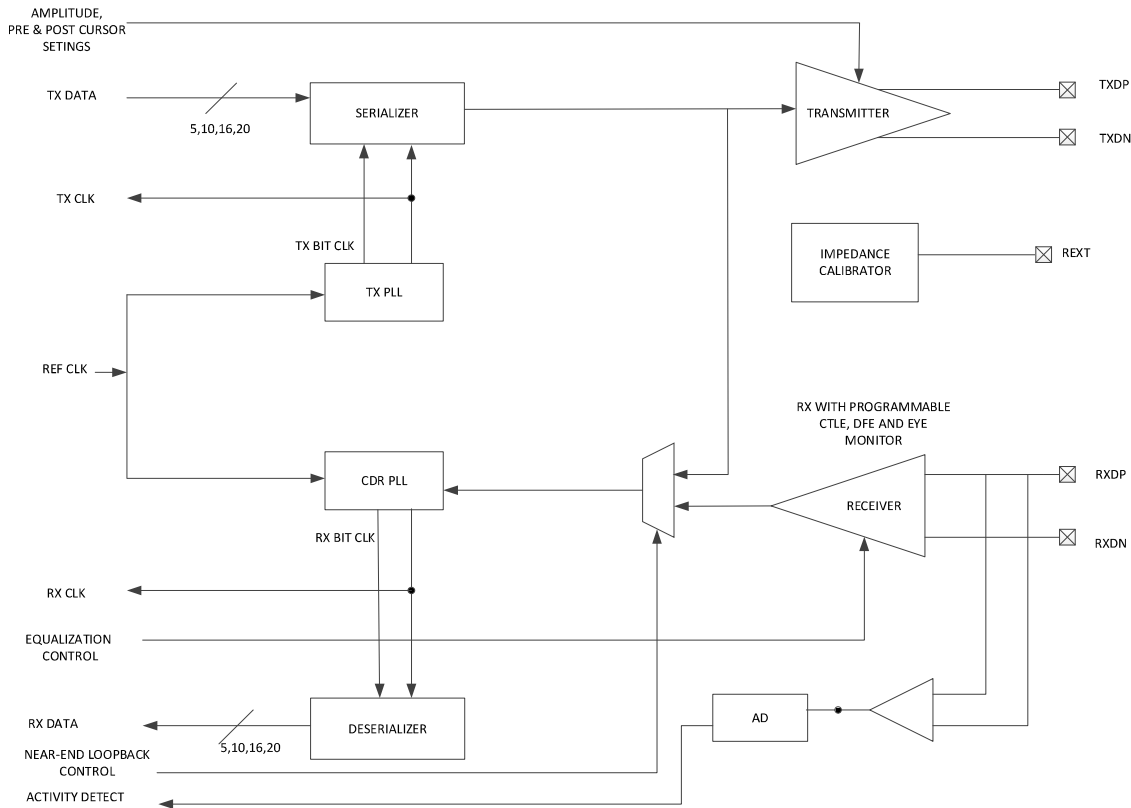 AMPLITUDE,
PRE & POST CURSOR
SETINGS
TX DATA
5,10,16,20
SERIALIZER
TRANSMITTER
TXDP
TXDN
TX CLK
TX BIT CLK
TX PLL
IMPEDANCE
CALIBRATOR
REXT
REF CLK
RX WITH PROGRAMMABLE
CTLE, DFE AND EYE
MONITOR
CDR PLL
RECEIVER
RXDP
RXDN
RX BIT CLK
RX CLK
EQUALIZATION
CONTROL
RX DATA
5,10,16,20
DESERIALIZER
AD
NEAR-END LOOPBACK
CONTROL
ACTIVITY DETECT